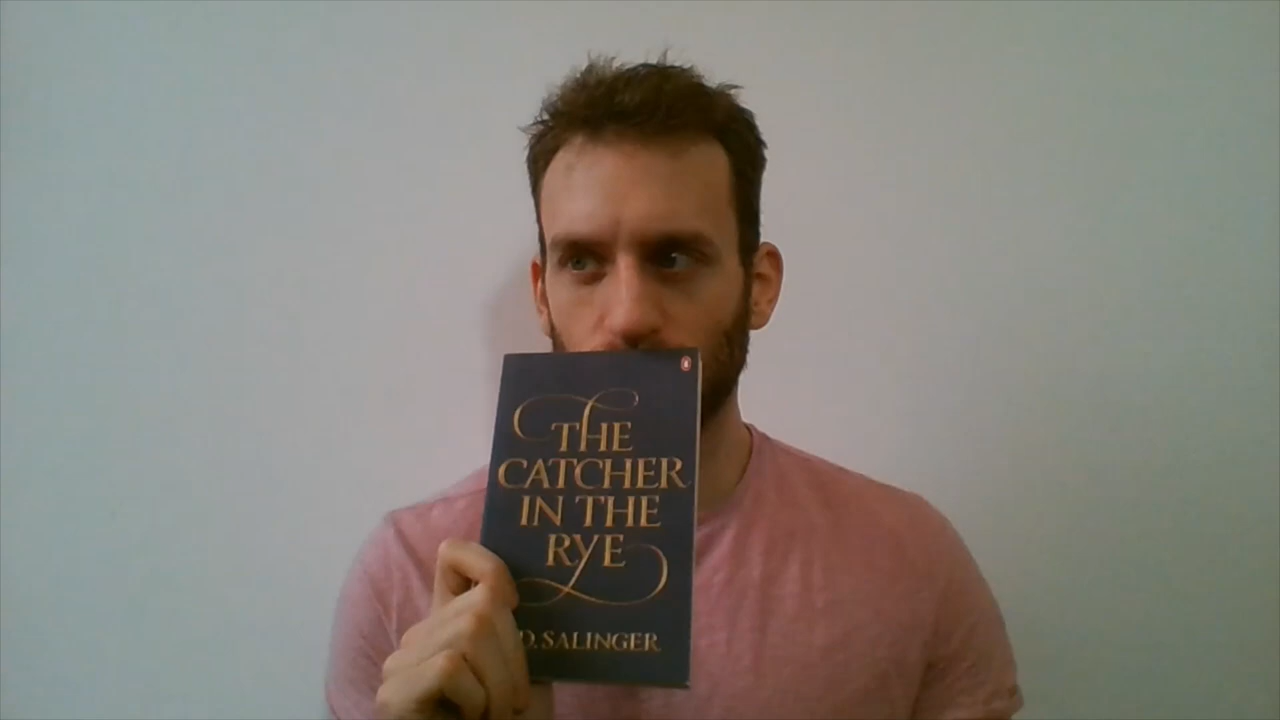 THE
CATCHER
IN THE
RYE
D. SALINGER